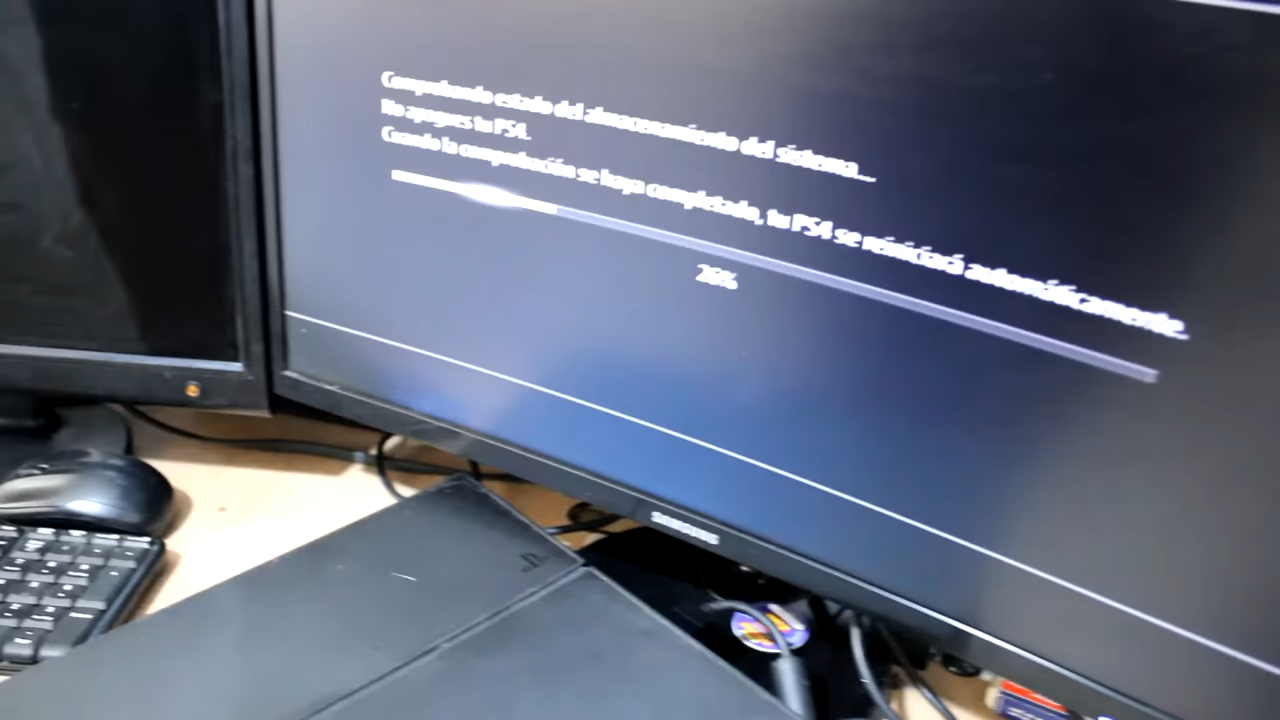 Comprobando estado del almacenamiento del sistema...
No apagues tu PS4.
Cuando la comprobación se haya completado, tu PS4 se reiniciará automáticamente.
26%
SAMSUNG